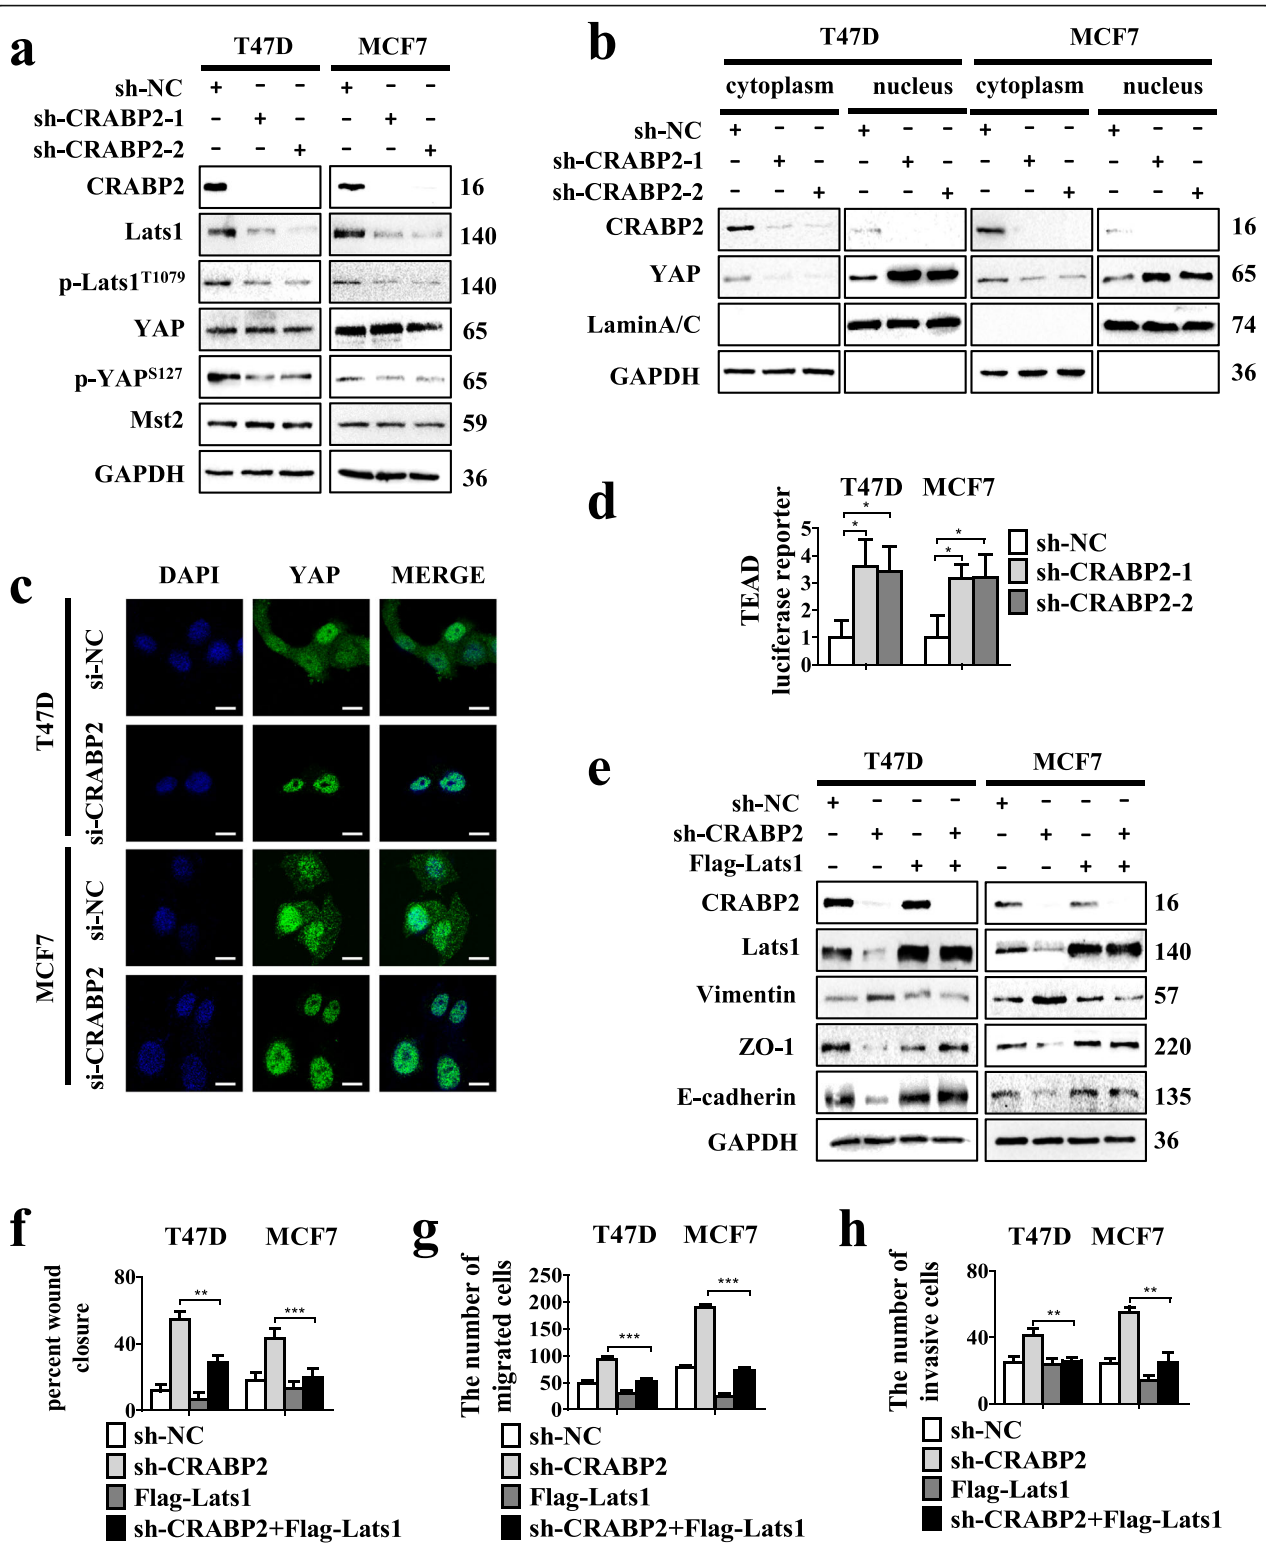 a
T47D MCF7
sh-NC + - - + - -
sh-CRABP2-1 - + - - + -
sh-CRABP2-2 - - + - - +
CRABP2 16
Lats1 140
p-Lats1T1079 140
YAP 65
p-YAPS127 65
Mst2 59
GAPDH 36
b
T47D MCF7
cytoplasm nucleus cytoplasm nucleus
sh-NC + - - + - - + - - + - -
sh-CRABP2-1 - + - - + - - + - - + -
sh-CRABP2-2 - - + - - + - - + - - +
CRABP2 16
YAP 65
LaminA/C 74
GAPDH 36
c
DAPI YAP MERGE
T47D
si-NC
si-CRABP2
MCF7
si-NC
si-CRABP2
d
T47D MCF7
TEAD
luciferase reporter
5
4
3
2
1
0
* * * *
sh-NC
sh-CRABP2-1
sh-CRABP2-2
e
T47D MCF7
sh-NC + - - - + - - -
sh-CRABP2 - + - + - + - +
Flag-Lats1 - - + + - - + +
CRABP2 16
Lats1 140
Vimentin 57
ZO-1 220
E-cadherin 135
GAPDH 36
f
T47D MCF7
percent wound
closure
80
40
0
** ***
sh-NC
sh-CRABP2
Flag-Lats1
sh-CRABP2+Flag-Lats1
g
T47D MCF7
The number of
migrated cells
250
200
150
100
50
0
*** ***
sh-NC
sh-CRABP2
Flag-Lats1
sh-CRABP2+Flag-Lats1
h
T47D MCF7
The number of
invasive cells
80
40
0
** **
sh-NC
sh-CRABP2
Flag-Lats1
sh-CRABP2+Flag-Lats1